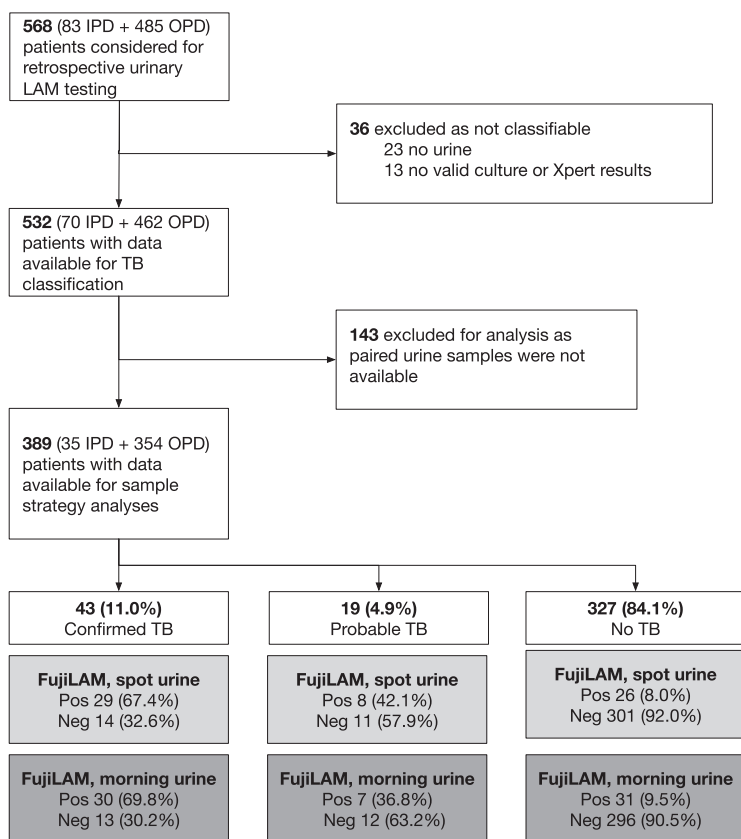 568 (83 IPD + 485 OPD)
patients considered for
retrospective urinary
LAM testing
36 excluded as not classifiable
23 no urine
13 no valid culture or Xpert results
532 (70 IPD + 462 OPD)
patients with data
available for TB
classification
143 excluded for analysis as
paired urine samples were not
available
389 (35 IPD + 354 OPD)
patients with data
available for sample
strategy analyses
43 (11.0%)
Confirmed TB
19 (4.9%)
Probable TB
327 (84.1%)
No TB
FujiLAM, spot urine
Pos 29 (67.4%)
Neg 14 (32.6%)
FujiLAM, spot urine
Pos 8 (42.1%)
Neg 11 (57.9%)
FujiLAM, spot urine
Pos 26 (8.0%)
Neg 301 (92.0%)
FujiLAM, morning urine
Pos 30 (69.8%)
Neg 13 (30.2%)
FujiLAM, morning urine
Pos 7 (36.8%)
Neg 12 (63.2%)
FujiLAM, morning urine
Pos 31 (9.5%)
Neg 296 (90.5%)